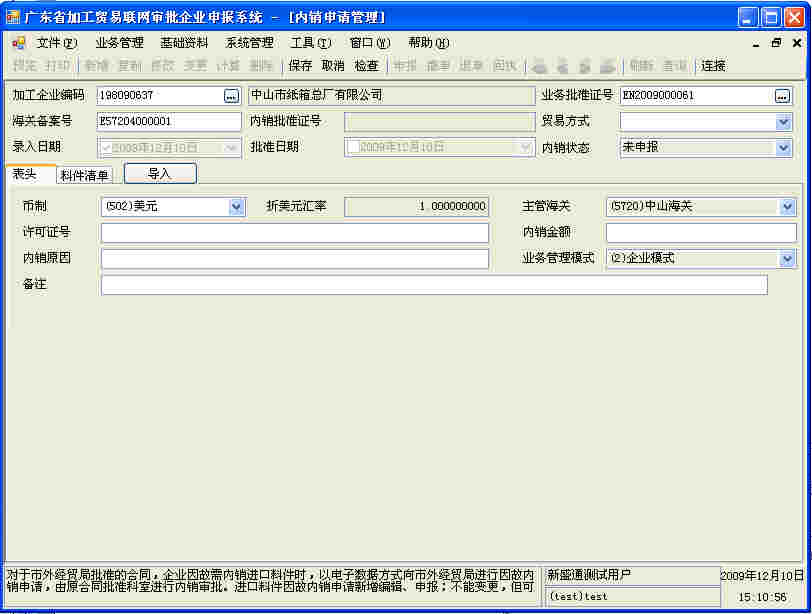 广东省加工贸易联网审批企业申报系统 - [内销申请管理]
文件(F) 业务管理 基础资料 系统管理 工具(T) 窗口(W) 帮助(H)
预览 打印 新增 复制 修改 变更 计算 删除 保存 取消 检查 申报 撤单 退单 回执 刷新 查询 连接
加工企业编码 198090637 ... 中山市纸箱总厂有限公司 业务批准证号 EN2009000061 ...
海关备案号 E57204000001 内销批准证号 贸易方式
录入日期 2009年12月10日 批准日期 2009年12月10日 内销状态 未申报
表头 料件清单 导入
币制 (502)美元 折美元汇率 1.000000000 主管海关 (5720)中山海关
许可证号 内销金额
内销原因 业务管理模式 (2)企业模式
备注
对于市外经贸局批准的合同，企业因故需内销进口料件时，以电子数据方式向市外经贸局进行因故内
销申请，由原合同批准科室进行内销审批。进口料件因故内销申请新增编辑、申报；不能变更，但可
新盛通测试用户
(test)test
2009年12月10日
15:10:56